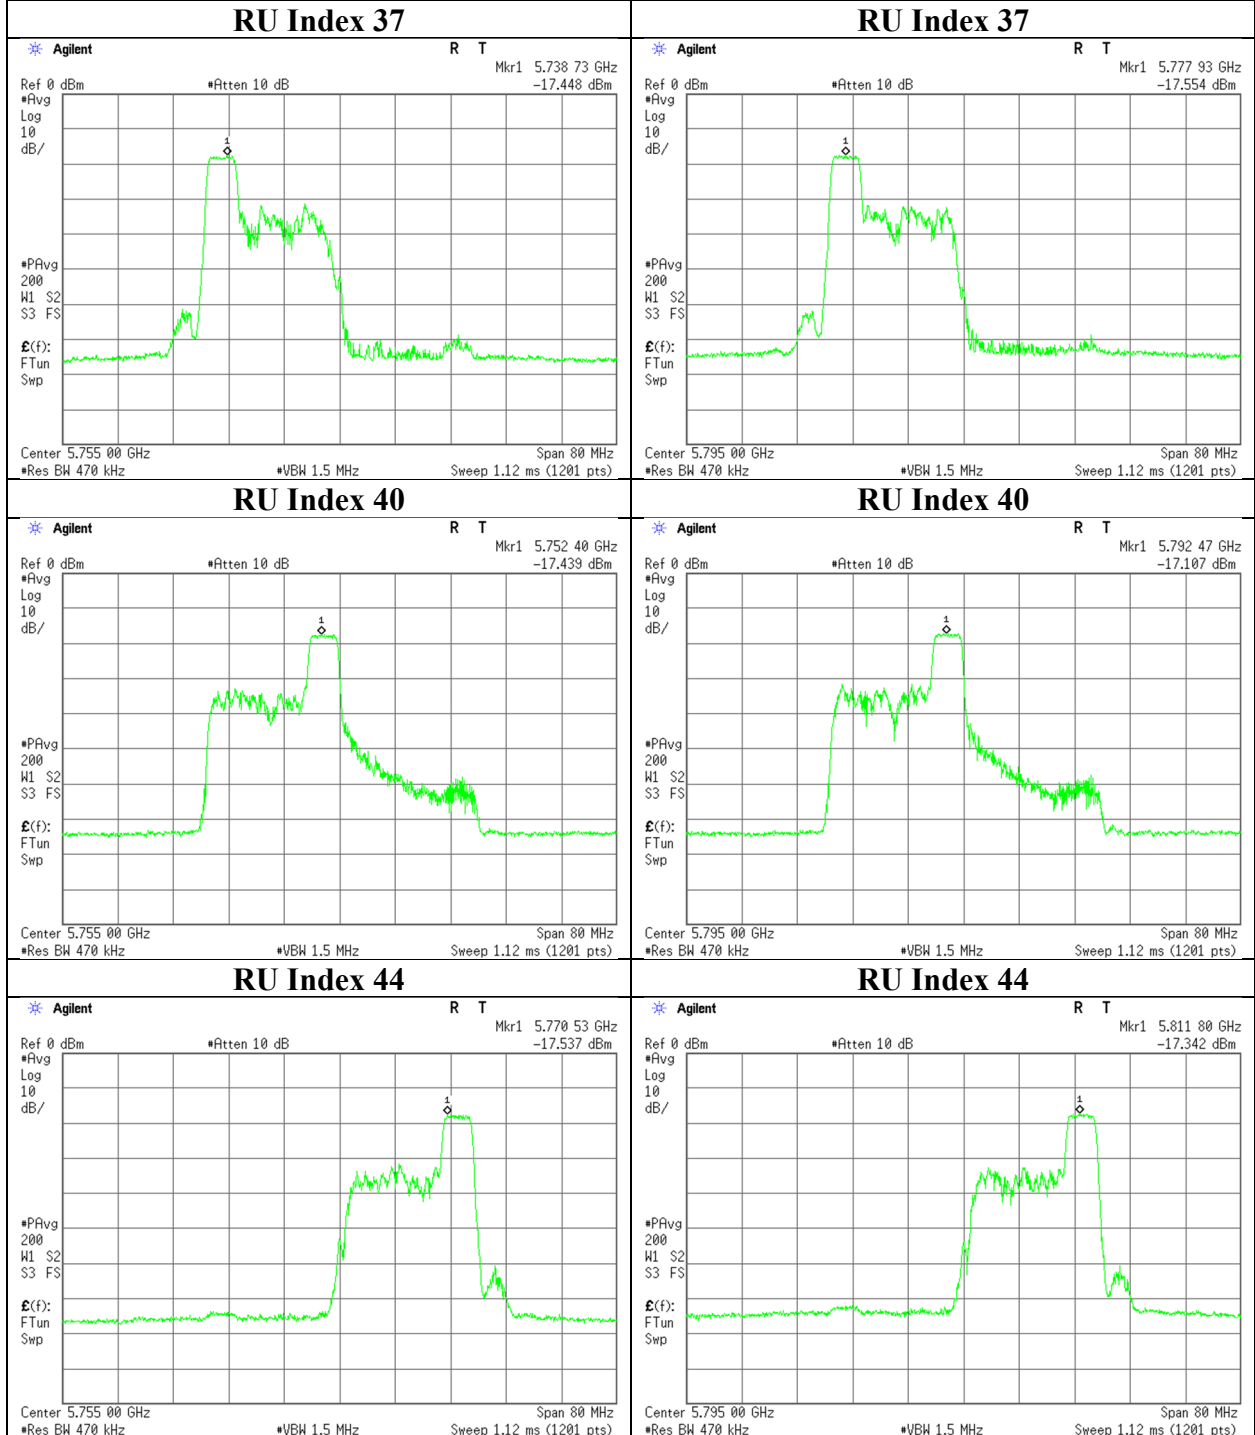 RU Index 37
Agilent
R T
Mkr1 5.738 73 GHz
Ref 0 dBm #Atten 10 dB -17.448 dBm
#Avg
Log
10
dB/
1
#PAvg
200
W1 S2
S3 FS
£(f):
FTun
Swp
Center 5.755 00 GHz Span 80 MHz
#Res BW 470 kHz #VBW 1.5 MHz Sweep 1.12 ms (1201 pts)
RU Index 37
Agilent
R T
Mkr1 5.777 93 GHz
Ref 0 dBm #Atten 10 dB -17.554 dBm
#Avg
Log
10
dB/
1
#PAvg
200
W1 S2
S3 FS
£(f):
FTun
Swp
Center 5.795 00 GHz Span 80 MHz
#Res BW 470 kHz #VBW 1.5 MHz Sweep 1.12 ms (1201 pts)
RU Index 40
Agilent
R T
Mkr1 5.752 40 GHz
Ref 0 dBm #Atten 10 dB -17.439 dBm
#Avg
Log
10
dB/
1
#PAvg
200
W1 S2
S3 FS
£(f):
FTun
Swp
Center 5.755 00 GHz Span 80 MHz
#Res BW 470 kHz #VBW 1.5 MHz Sweep 1.12 ms (1201 pts)
RU Index 40
Agilent
R T
Mkr1 5.792 47 GHz
Ref 0 dBm #Atten 10 dB -17.107 dBm
#Avg
Log
10
dB/
1
#PAvg
200
W1 S2
S3 FS
£(f):
FTun
Swp
Center 5.795 00 GHz Span 80 MHz
#Res BW 470 kHz #VBW 1.5 MHz Sweep 1.12 ms (1201 pts)
RU Index 44
Agilent
R T
Mkr1 5.770 53 GHz
Ref 0 dBm #Atten 10 dB -17.537 dBm
#Avg
Log
10
dB/
1
#PAvg
200
W1 S2
S3 FS
£(f):
FTun
Swp
Center 5.755 00 GHz Span 80 MHz
#Res BW 470 kHz #VBW 1.5 MHz Sweep 1.12 ms (1201 pts)
RU Index 44
Agilent
R T
Mkr1 5.811 80 GHz
Ref 0 dBm #Atten 10 dB -17.342 dBm
#Avg
Log
10
dB/
1
#PAvg
200
W1 S2
S3 FS
£(f):
FTun
Swp
Center 5.795 00 GHz Span 80 MHz
#Res BW 470 kHz #VBW 1.5 MHz Sweep 1.12 ms (1201 pts)